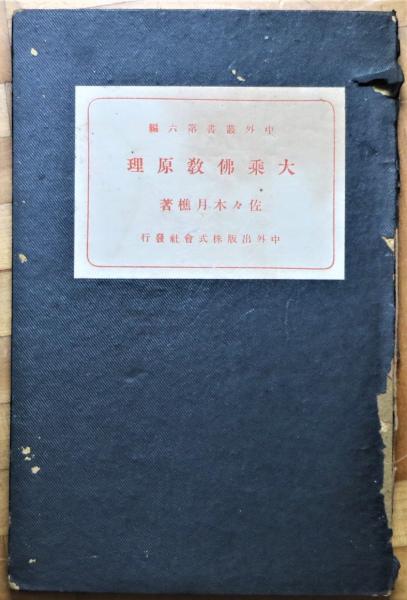 中外叢書第六編
大乘佛教原理
佐々木月樵著
中外出版株式會社發行